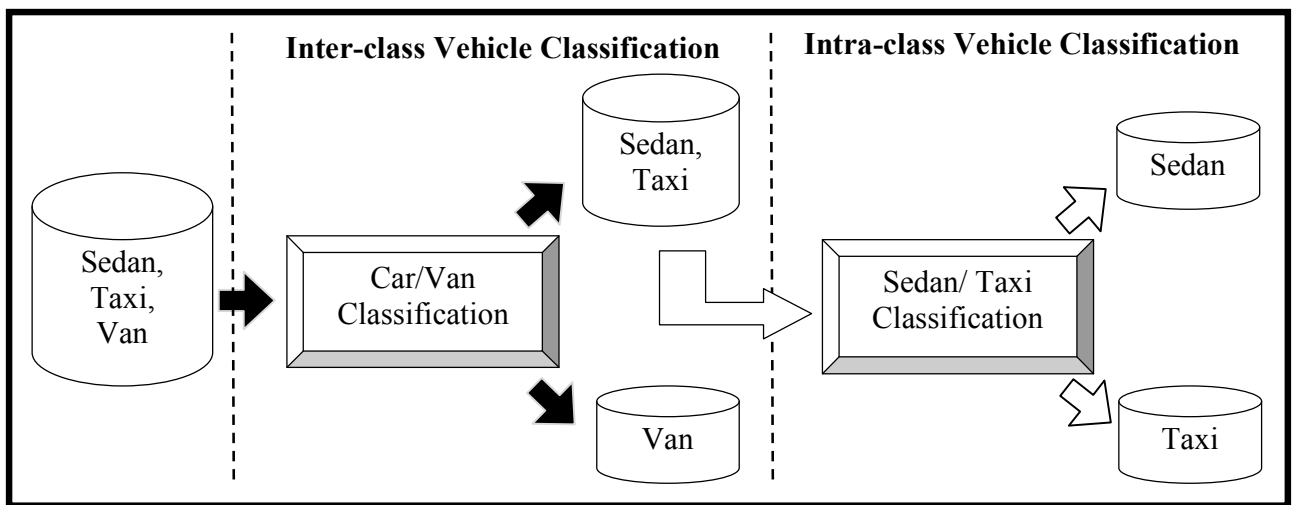 Inter-class Vehicle Classification
Intra-class Vehicle Classification
Sedan,
Taxi,
Van
Car/Van
Classification
Sedan,
Taxi
Van
Sedan/ Taxi
Classification
Sedan
Taxi